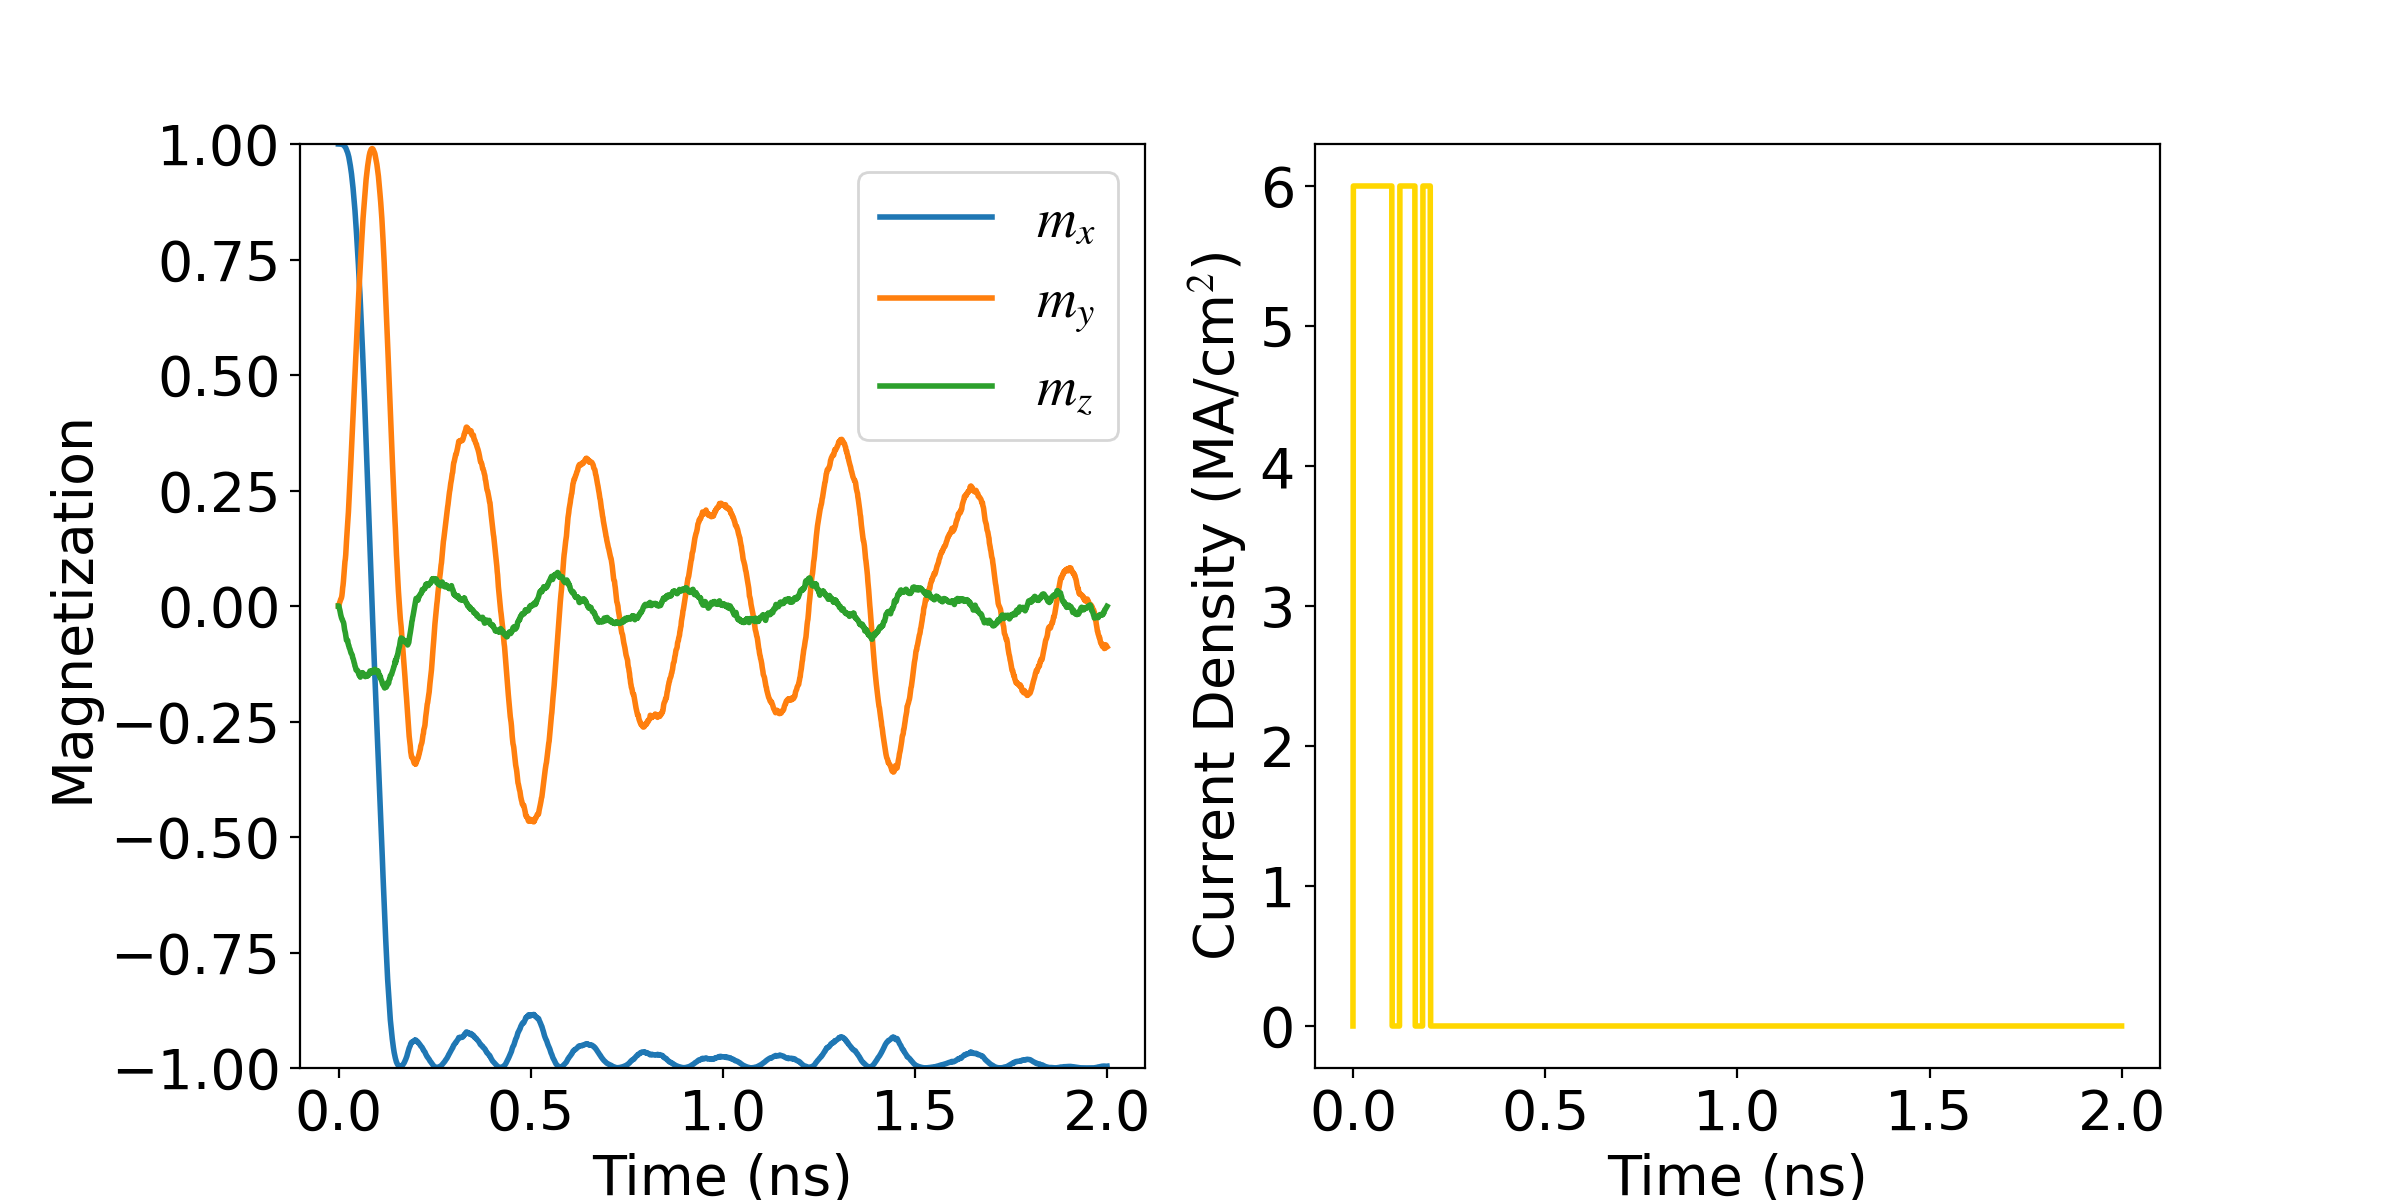 Magnetization
1.00
0.75
0.50
0.25
0.00
−0.25
−0.50
−0.75
−1.00
0.0 0.5 1.0 1.5 2.0
Time (ns)
mₓ
m_y
m_z
Current Density (MA/cm²)
6
5
4
3
2
1
0
0.0 0.5 1.0 1.5 2.0
Time (ns)